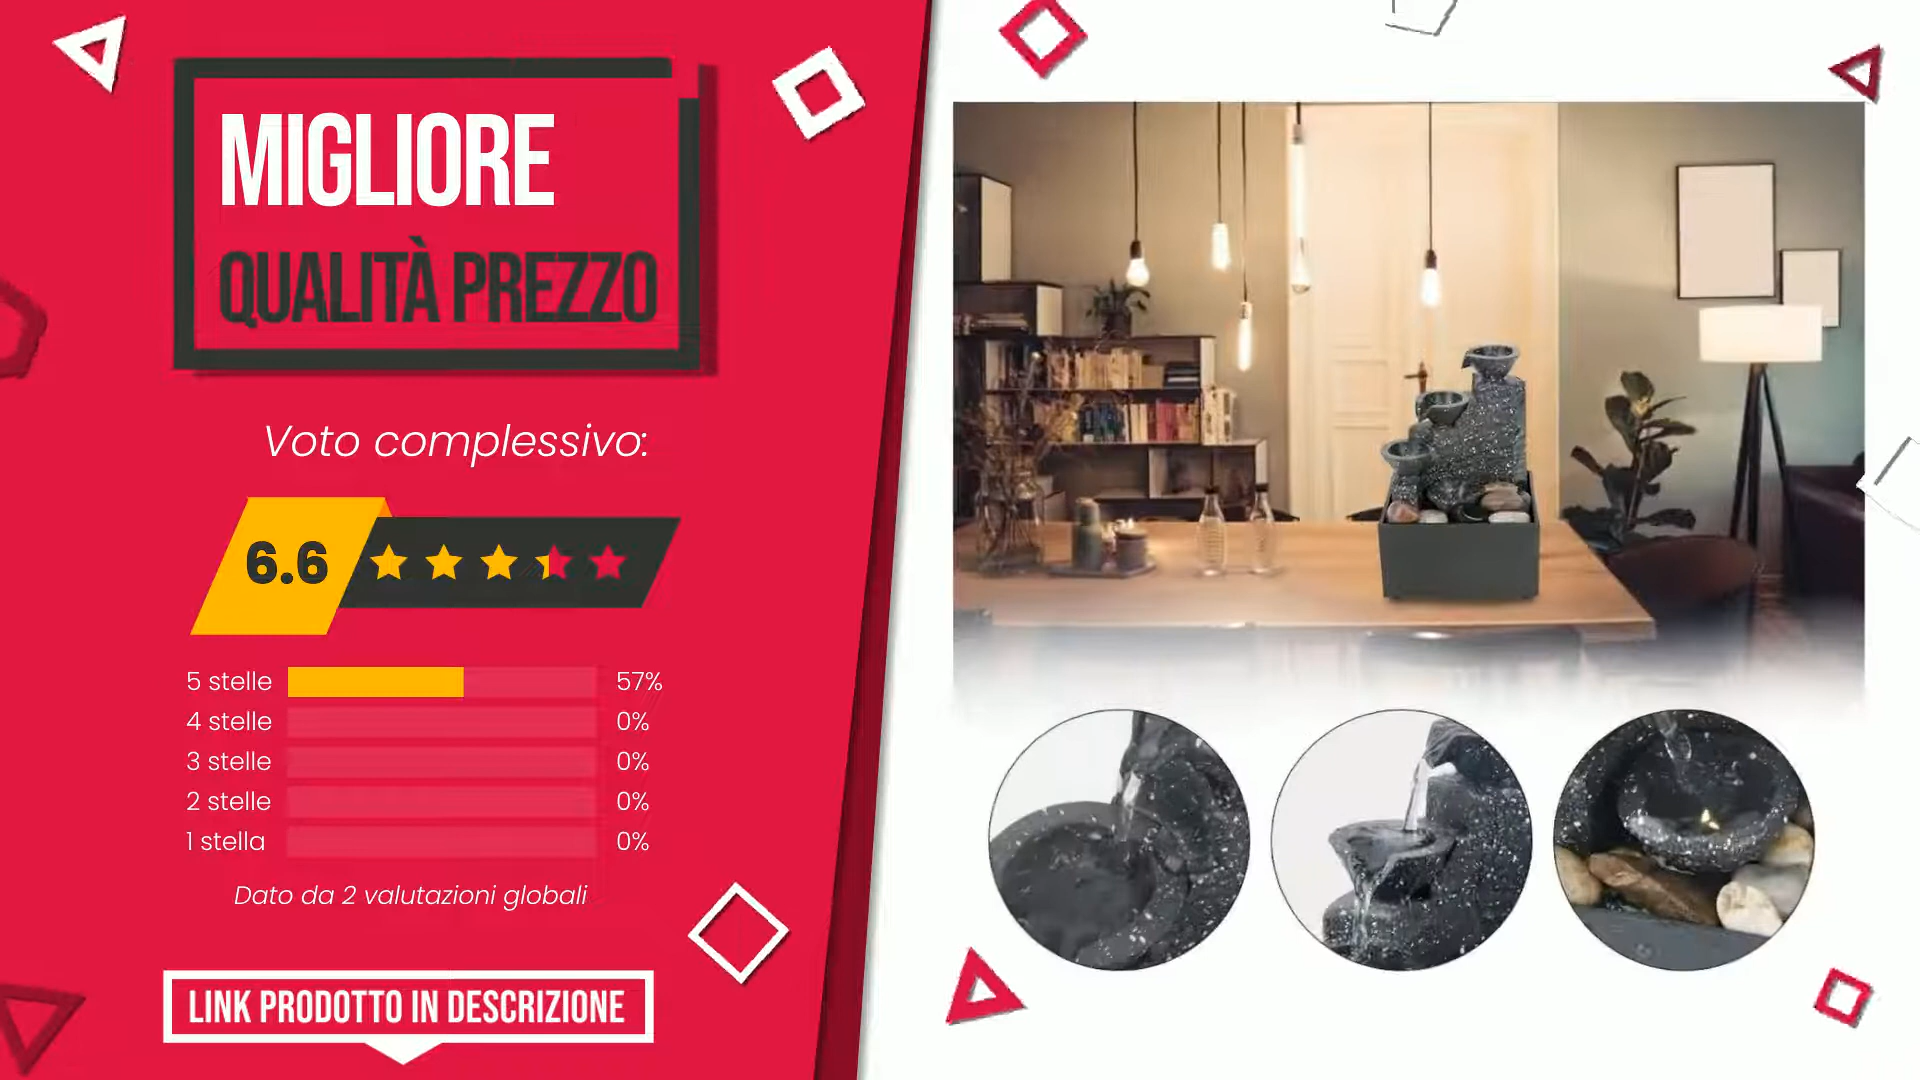 MIGLIORE
QUALITÀ PREZZO
Voto complessivo:
6.6
5 stelle 57%
4 stelle 0%
3 stelle 0%
2 stelle 0%
1 stella 0%
Dato da 2 valutazioni globali
LINK PRODOTTO IN DESCRIZIONE